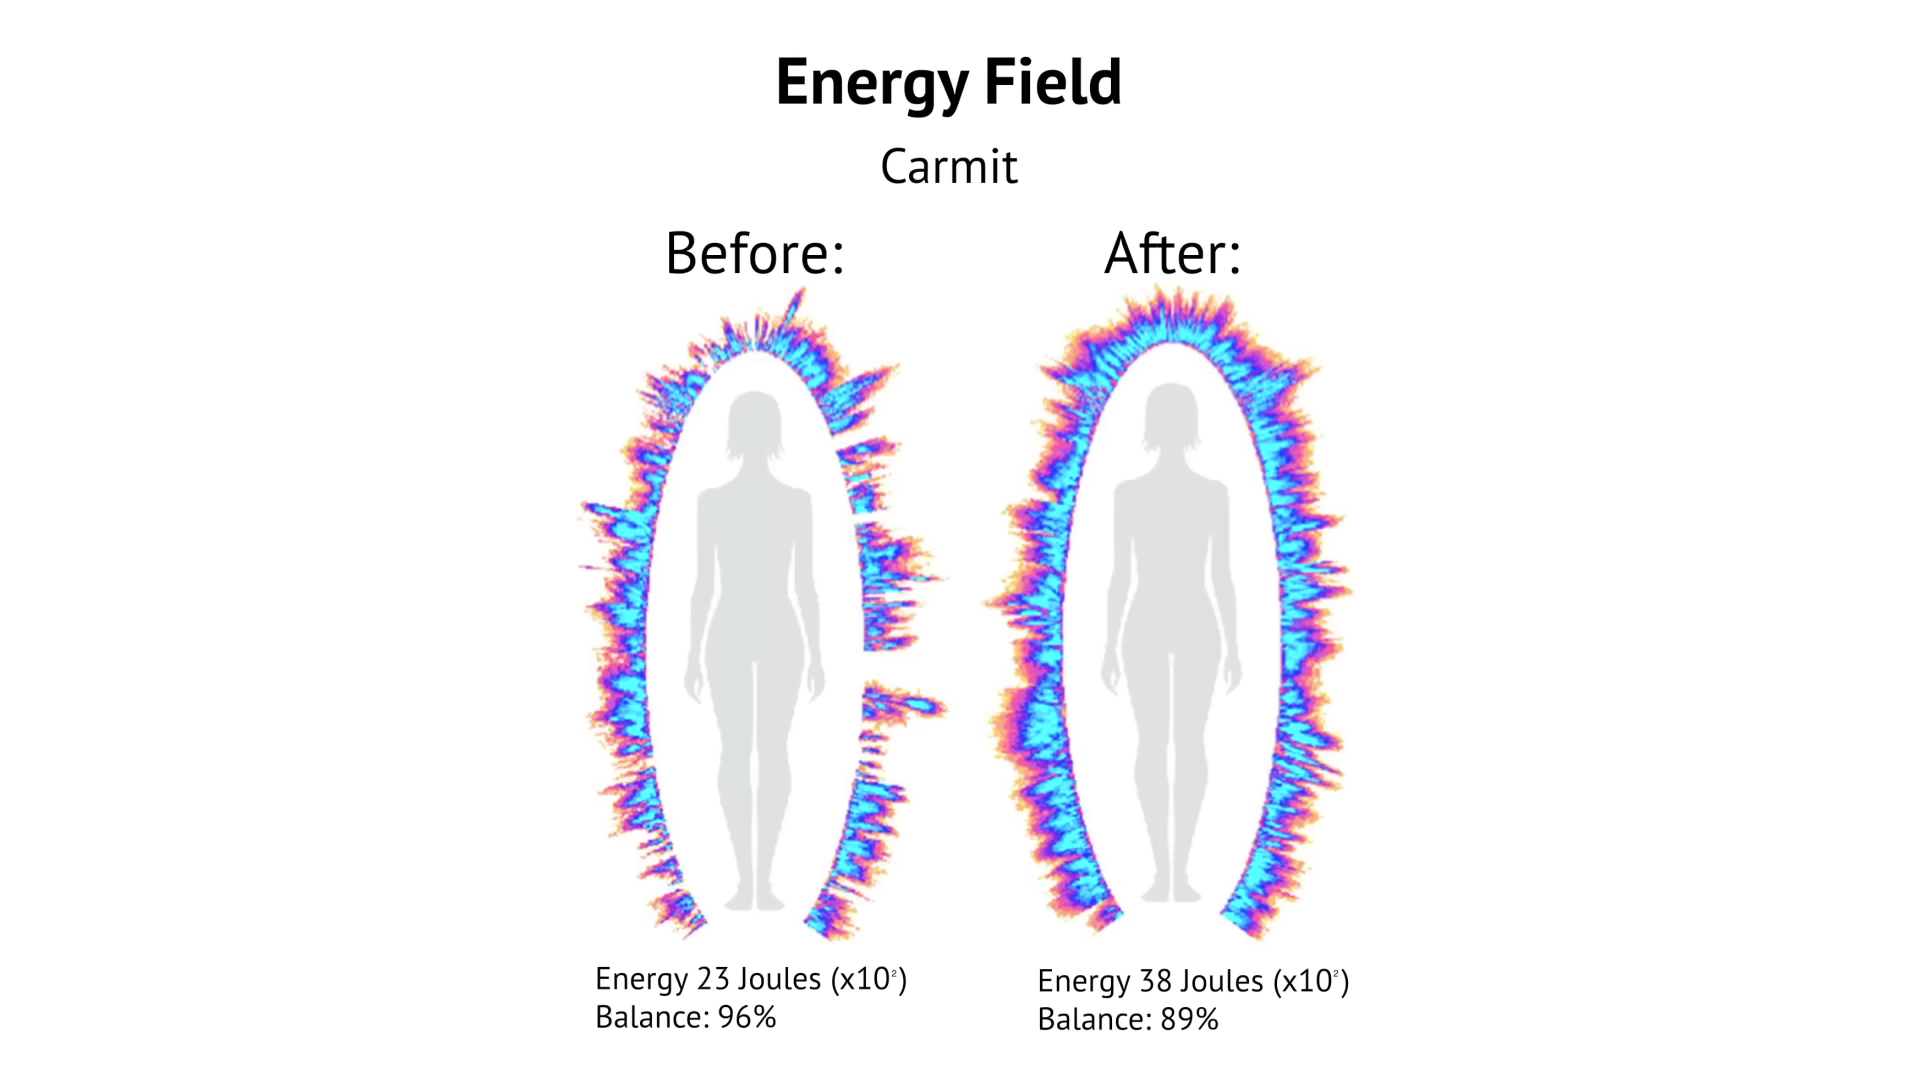 Energy Field
Carmit
Before:
After:
Energy 23 Joules (x10²)
Balance: 96%
Energy 38 Joules (x10²)
Balance: 89%